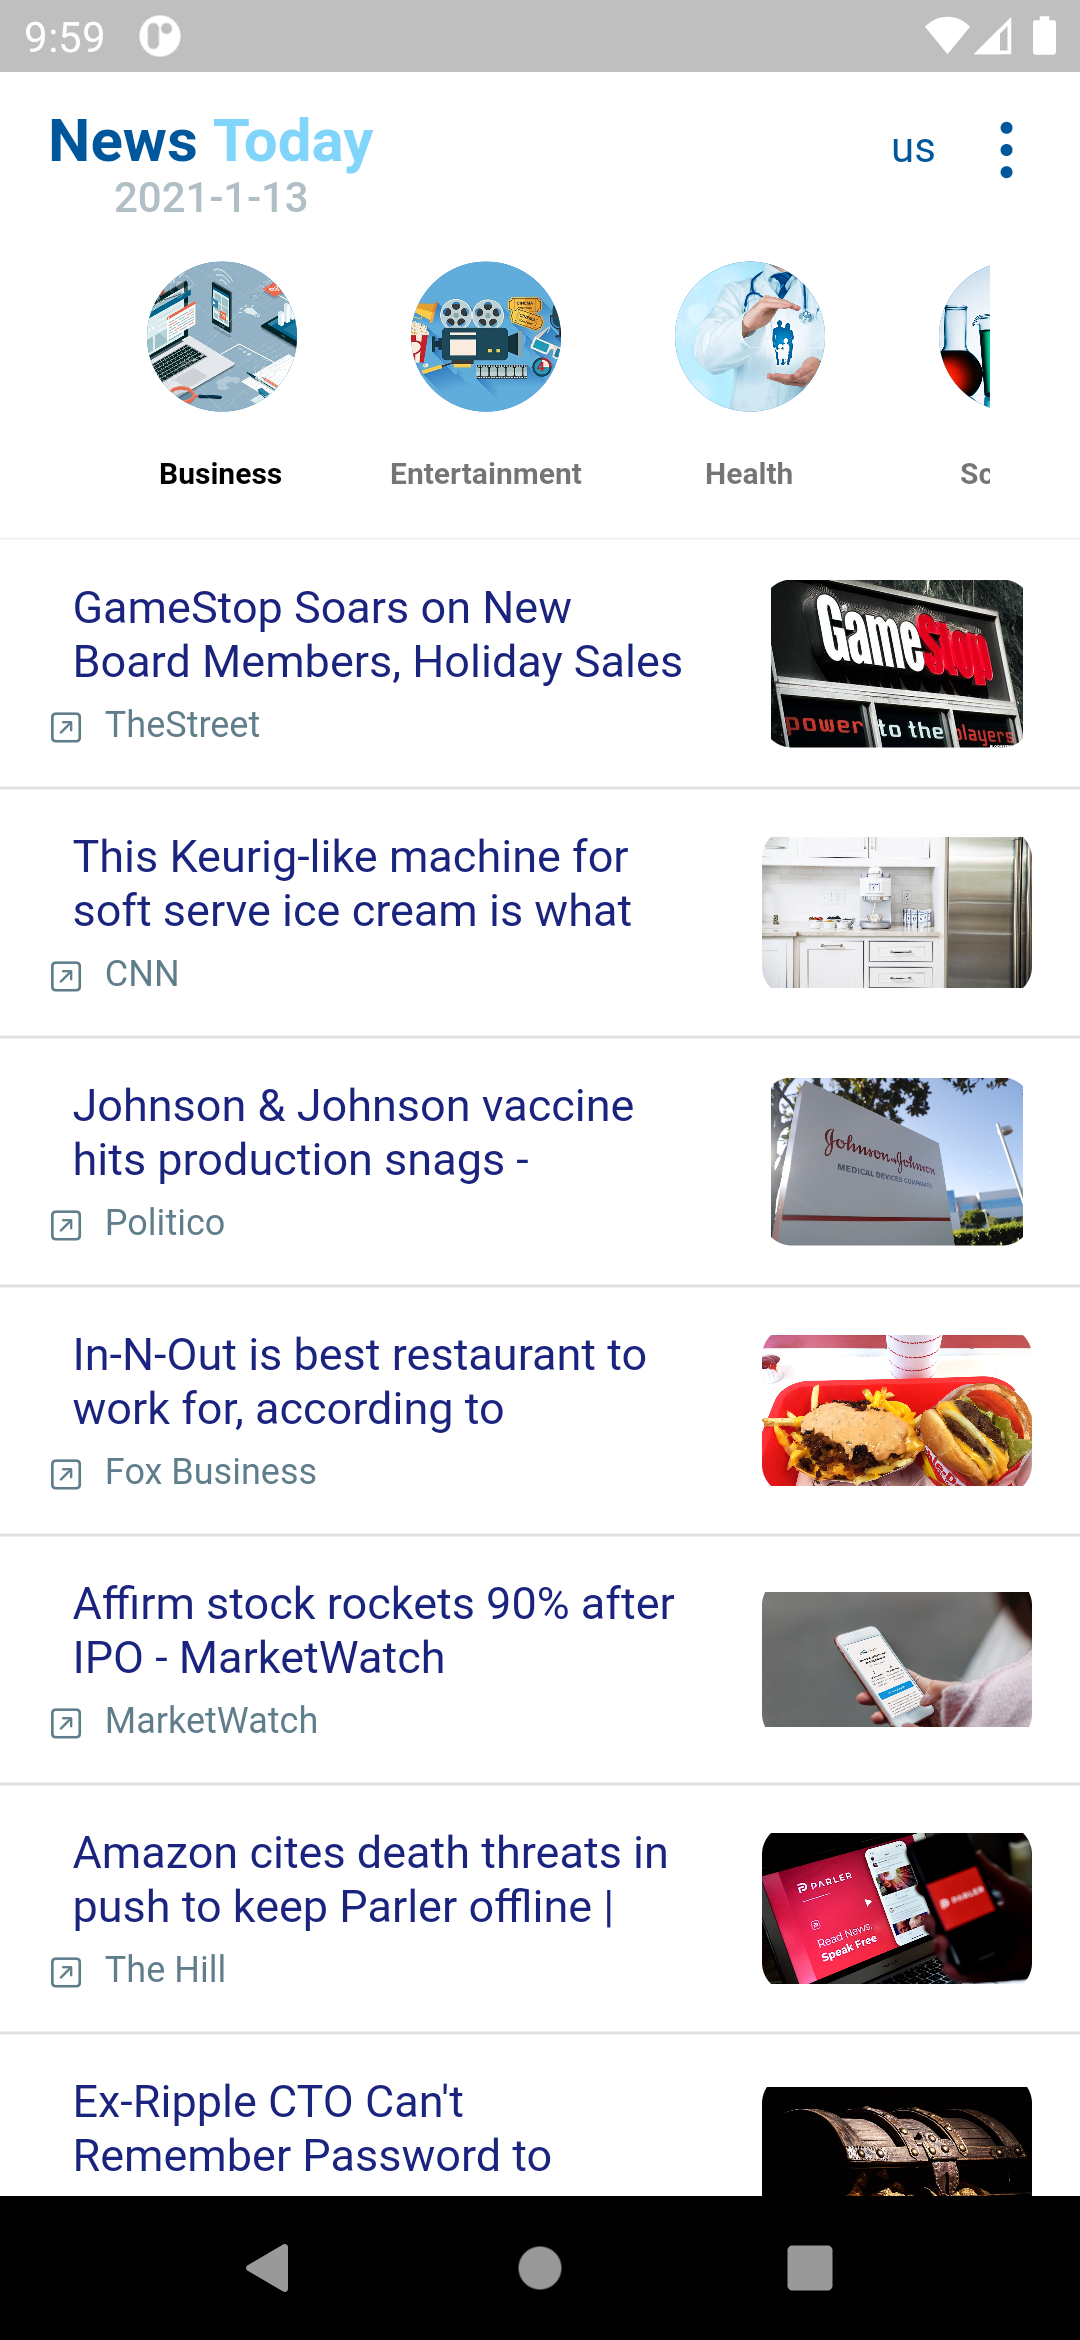 9:59
News Today
us
2021-1-13
Business
Entertainment
Health
Sc
GameStop Soars on New
Board Members, Holiday Sales
TheStreet
GameStop
power to the players
This Keurig-like machine for
soft serve ice cream is what
CNN
Johnson & Johnson vaccine
hits production snags -
Politico
Johnson & Johnson
MEDICAL DEVICES COMPANIES
In-N-Out is best restaurant to
work for, according to
Fox Business
Affirm stock rockets 90% after
IPO - MarketWatch
MarketWatch
Amazon cites death threats in
push to keep Parler offline |
The Hill
PARLER
Read News,
Speak Free
PARLER
Ex-Ripple CTO Can't
Remember Password to